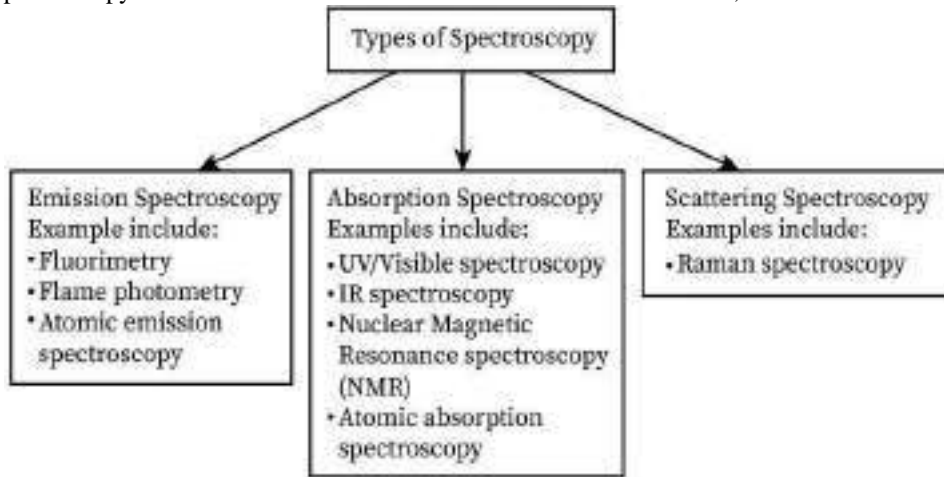 Types of Spectroscopy
Emission Spectroscopy
Example include:
• Fluorimetry
• Flame photometry
• Atomic emission
spectroscopy
Absorption Spectroscopy
Examples include:
• UV/Visible spectroscopy
• IR spectroscopy
• Nuclear Magnetic
Resonance spectroscopy
(NMR)
• Atomic absorption
spectroscopy
Scattering Spectroscopy
Examples include:
• Raman spectroscopy